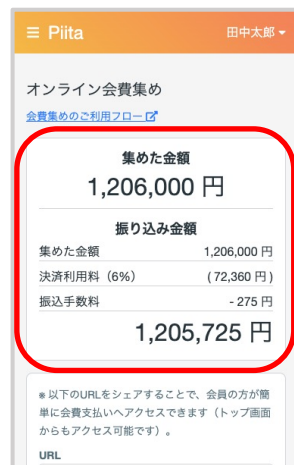 ≡ Piita 田中太郎
オンライン会費集め
会費集めのご利用フロー
集めた金額
1,206,000 円
振り込み金額
集めた金額 1,206,000 円
決済利用料（6%） ( 72,360 円 )
振込手数料 - 275 円
1,205,725 円
※ 以下のURLをシェアすることで、会員の方が簡
単に会費支払いへアクセスできます（トップ画面
からもアクセス可能です）。
URL